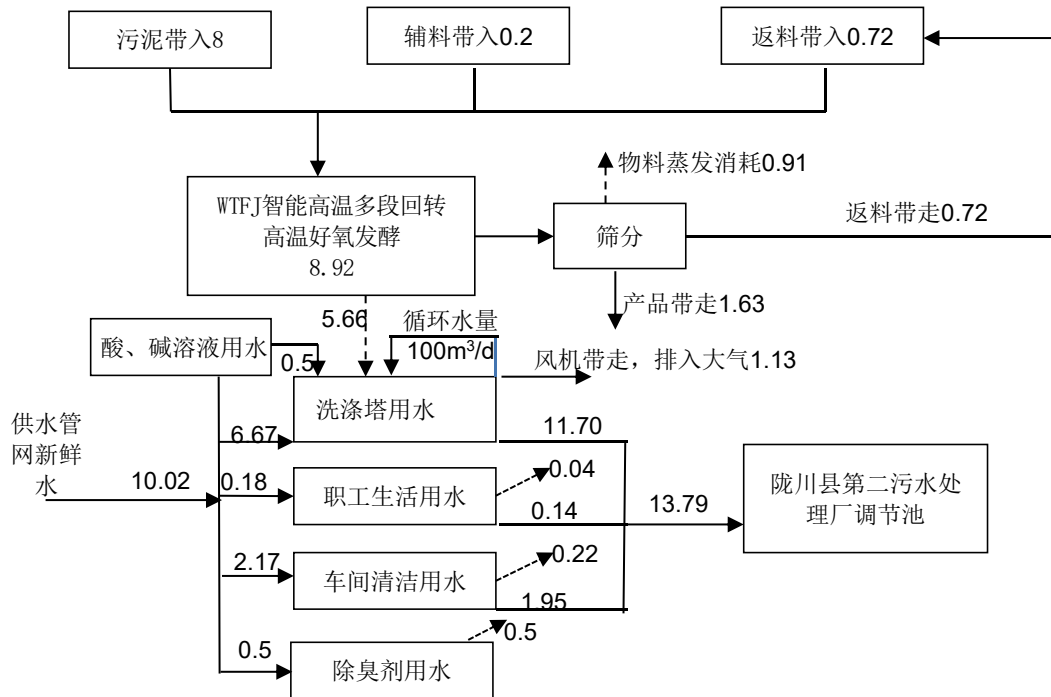 污泥带入8
辅料带入0.2
返料带入0.72
物料蒸发消耗0.91
WTFJ智能高温多段回转
高温好氧发酵
8.92
筛分
返料带走0.72
产品带走1.63
5.66
循环水量
100m³/d
酸、碱溶液用水
0.5
风机带走，排入大气1.13
洗涤塔用水
供水管
网新鲜
水
10.02
6.67
11.70
0.18
职工生活用水
0.04
0.14
13.79
陇川县第二污水处
理厂调节池
2.17
车间清洁用水
0.22
1.95
0.5
除臭剂用水
0.5